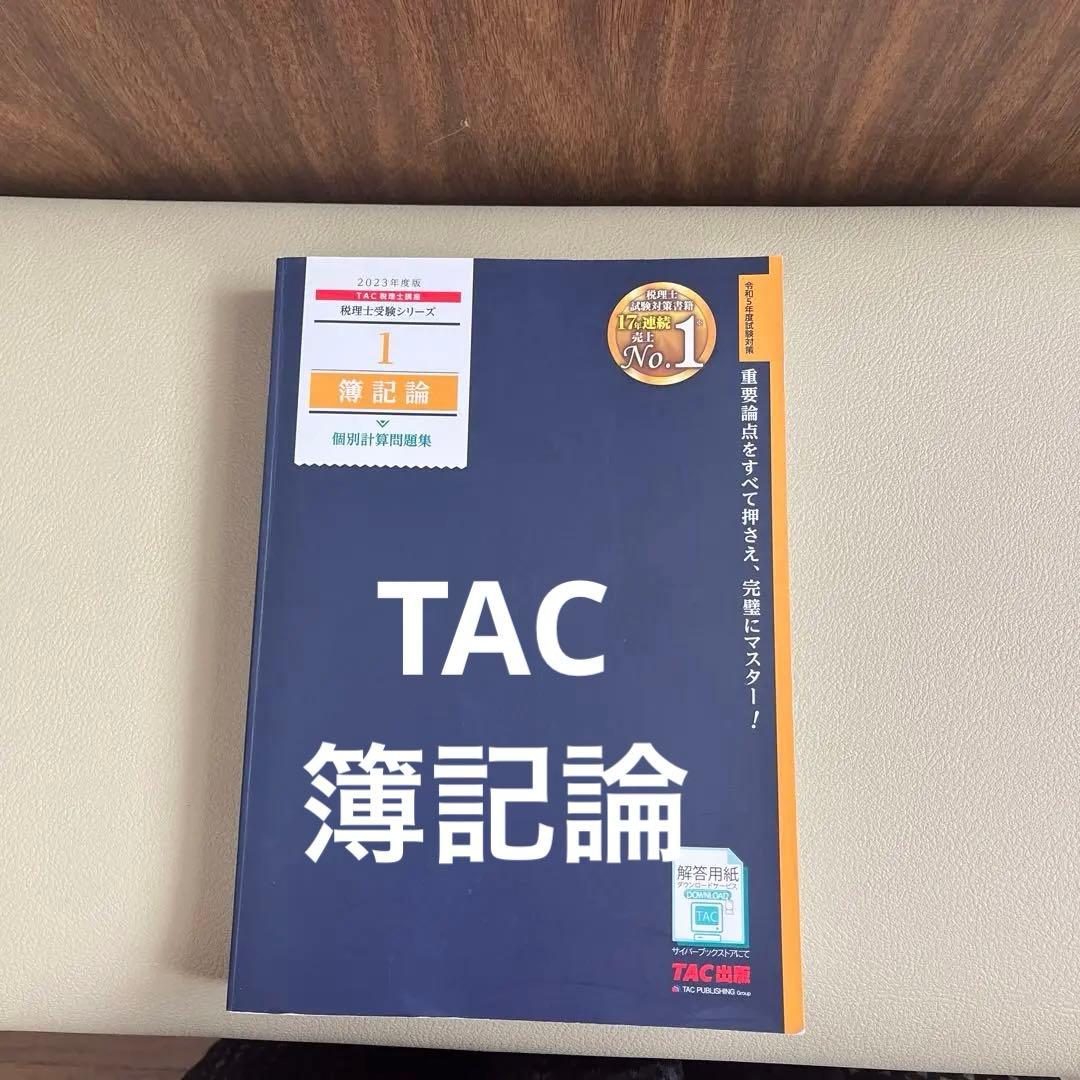 2023年度版
TAC税理士講座
税理士受験シリーズ
1
簿記論
個別計算問題集
税理士
試験対策書籍
17年連続
売上
No.1※
令和5年度試験対策
重要論点をすべて押さえ、完璧にマスター！
TAC
簿記論
解答用紙
ダウンロードサービス
DOWNLOAD
TAC
サイバーブックストアにて
TAC出版
TAC PUBLISHING Group